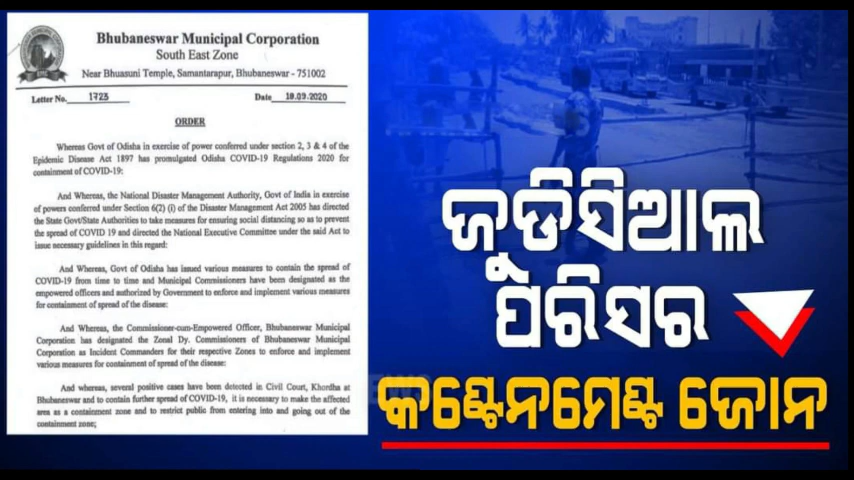 Bhubaneswar Municipal Corporation
South East Zone
Near Bhuasuni Temple, Samantarapur, Bhubaneswar - 751002
Letter No. 1723 Date 10.09.2020
ORDER
Whereas Govt of Odisha in exercise of power conferred under section 2, 3 & 4 of the
Epidemic Disease Act 1897 has promulgated Odisha COVID-19 Regulations 2020 for
containment of COVID-19:
And Whereas, the National Disaster Management Authority, Govt of India in exercise
of powers conferred under Section 6(2) (i) of the Disaster Management Act 2005 has directed
the State Govt/State Authorities to take measures for ensuring social distancing so as to prevent
the spread of COVID 19 and directed the National Executive Committee under the said Act to
issue necessary guidelines in this regard:
And Whereas, Govt of Odisha has issued various measures to contain the spread of
COVID-19 from time to time and Municipal Commissioners have been designated as the
empowered officers and authorized by Government to enforce and implement various measures
for containment of spread of the disease:
And Whereas, the Commissioner-cum-Empowered Officer, Bhubaneswar Municipal
Corporation has designated the Zonal Dy. Commissioners of Bhubaneswar Municipal
Corporation as Incident Commanders for their respective Zones to enforce and implement
various measures for containment of spread of the disease:
And whereas, several positive cases have been detected in Civil Court, Khordha at
Bhubaneswar and to contain further spread of COVID-19, it is necessary to make the affected
area as a containment zone and to restrict public from entering into and going out of the
containment zone;
ଜୁଡିସିଆଲ
ପରିସର
କଣ୍ଟେନମେଣ୍ଟ ଜୋନ